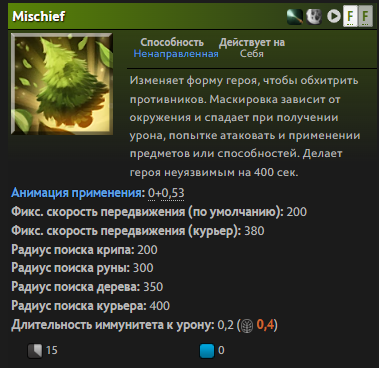 Mischief
F F
Способность Действует на
Ненаправленная Себя
Изменяет форму героя, чтобы обхитрить
противников. Маскировка зависит от
окружения и спадает при получении
урона, попытке атаковать и применении
предметов или способностей. Делает
героя неуязвимым на 400 сек.
Анимация применения: 0+0,53
Фикс. скорость передвижения (по умолчанию): 200
Фикс. скорость передвижения (курьер): 380
Радиус поиска крипа: 200
Радиус поиска руны: 300
Радиус поиска дерева: 350
Радиус поиска курьера: 400
Длительность иммунитета к урону: 0,2 (0,4)
15 0